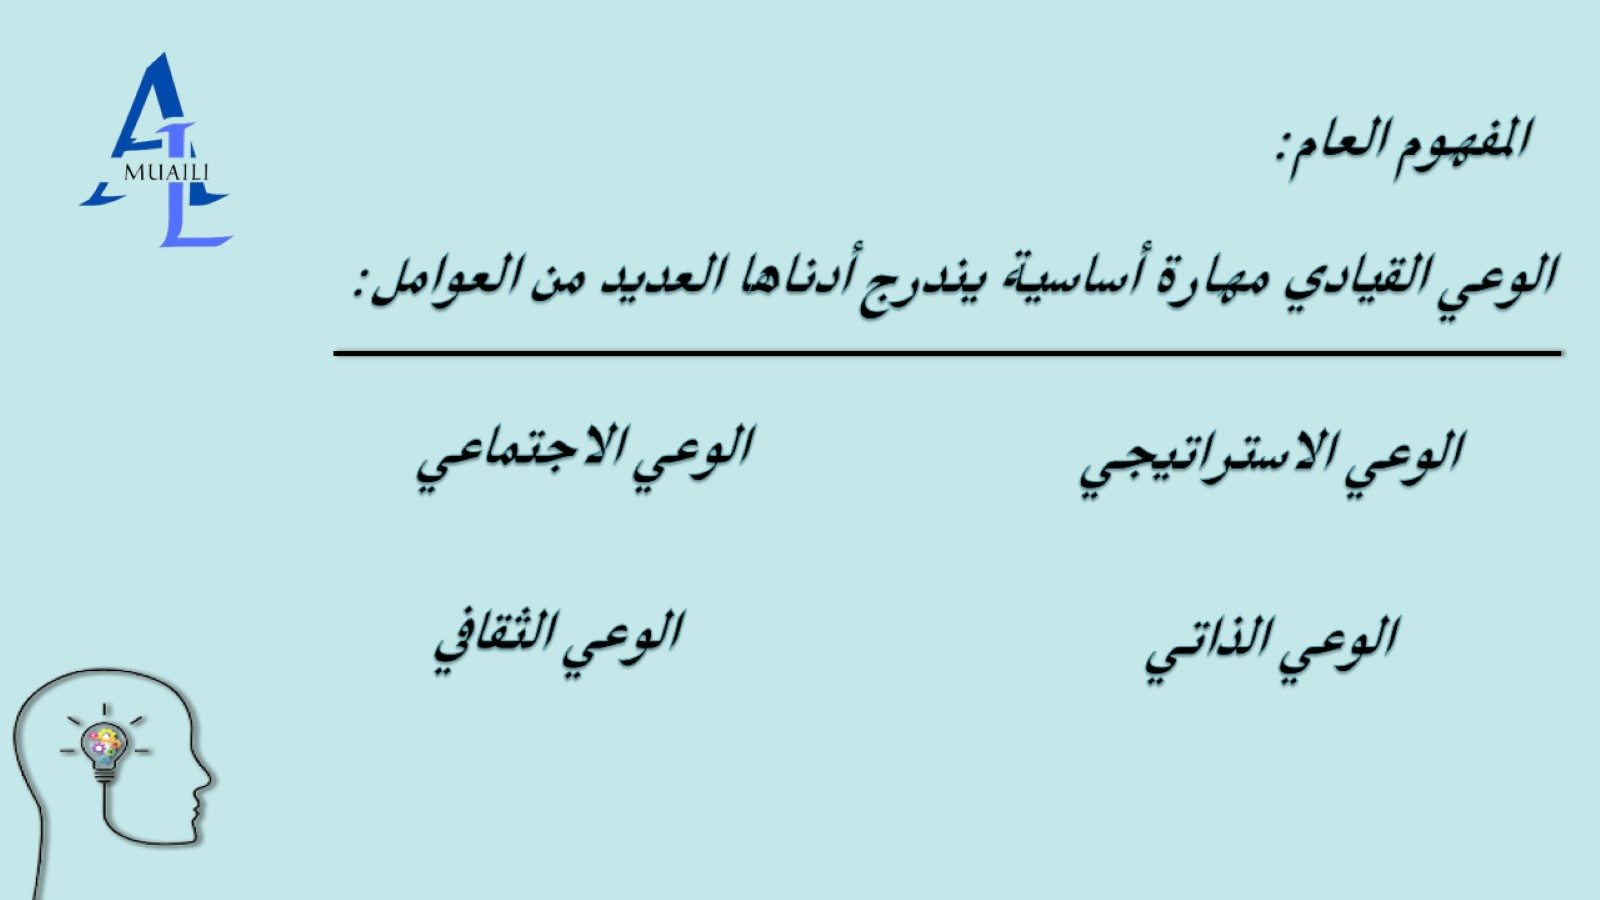 AL
MUAILI
المفهوم العام:
الوعي القيادي مهارة أساسية يندرج أدناها العديد من العوامل:
الوعي الاستراتيجي
الوعي الاجتماعي
الوعي الذاتي
الوعي الثقافي